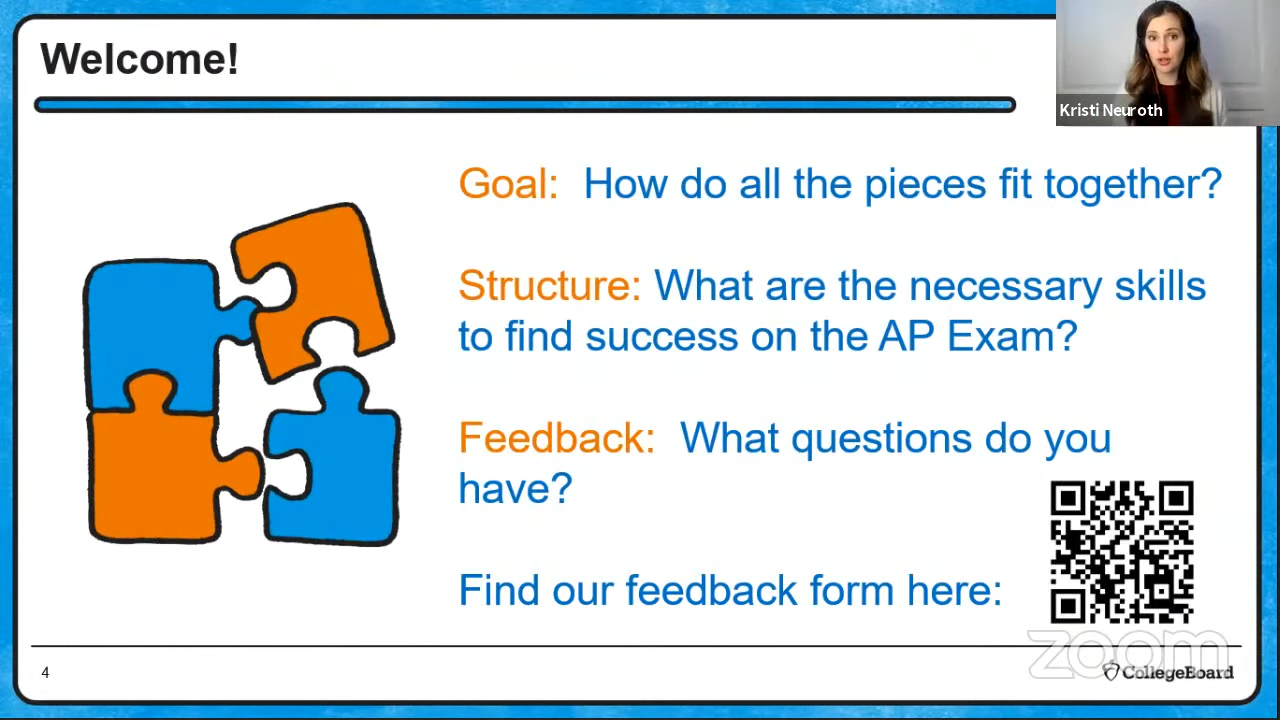 Welcome!
Kristi Neuroth
Goal: How do all the pieces fit together?
Structure: What are the necessary skills
to find success on the AP Exam?
Feedback: What questions do you
have?
Find our feedback form here:
zoom
4
CollegeBoard